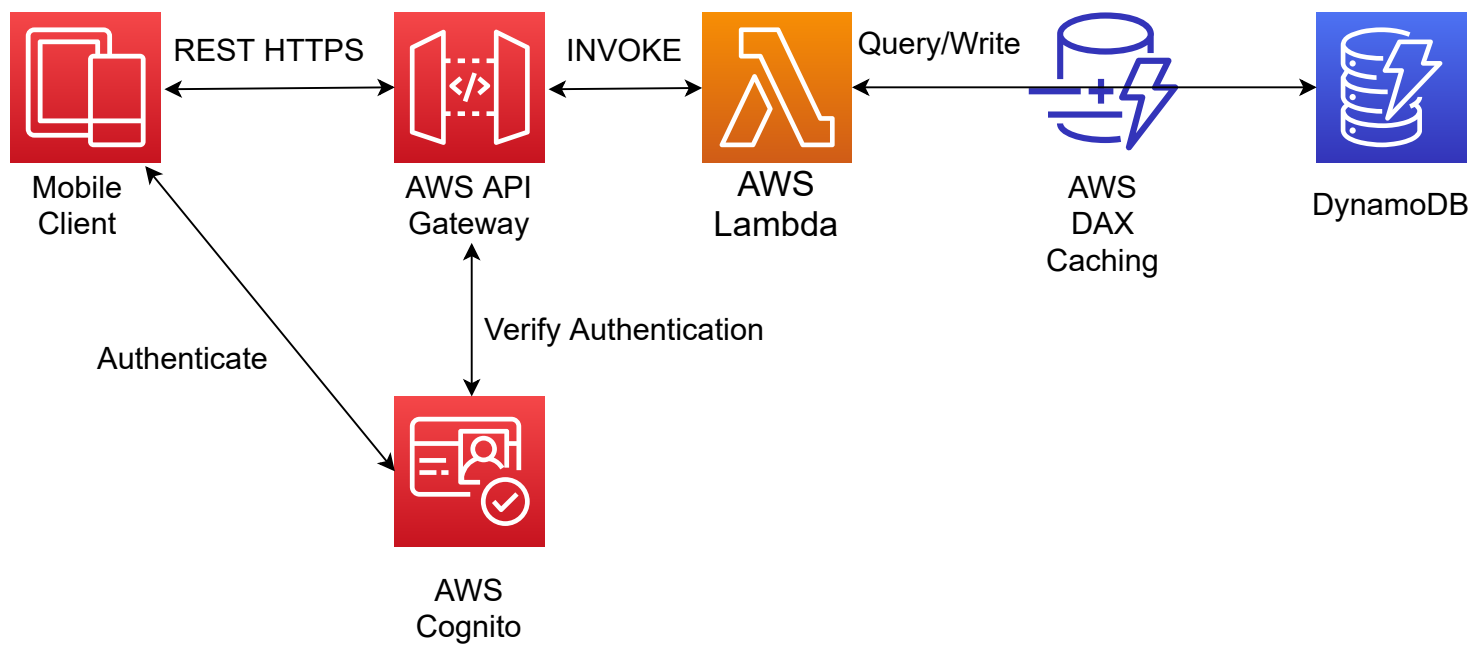 REST HTTPS
INVOKE
Query/Write
</>
Mobile
Client
AWS API
Gateway
AWS
Lambda
AWS
DAX
Caching
DynamoDB
Authenticate
Verify Authentication
AWS
Cognito